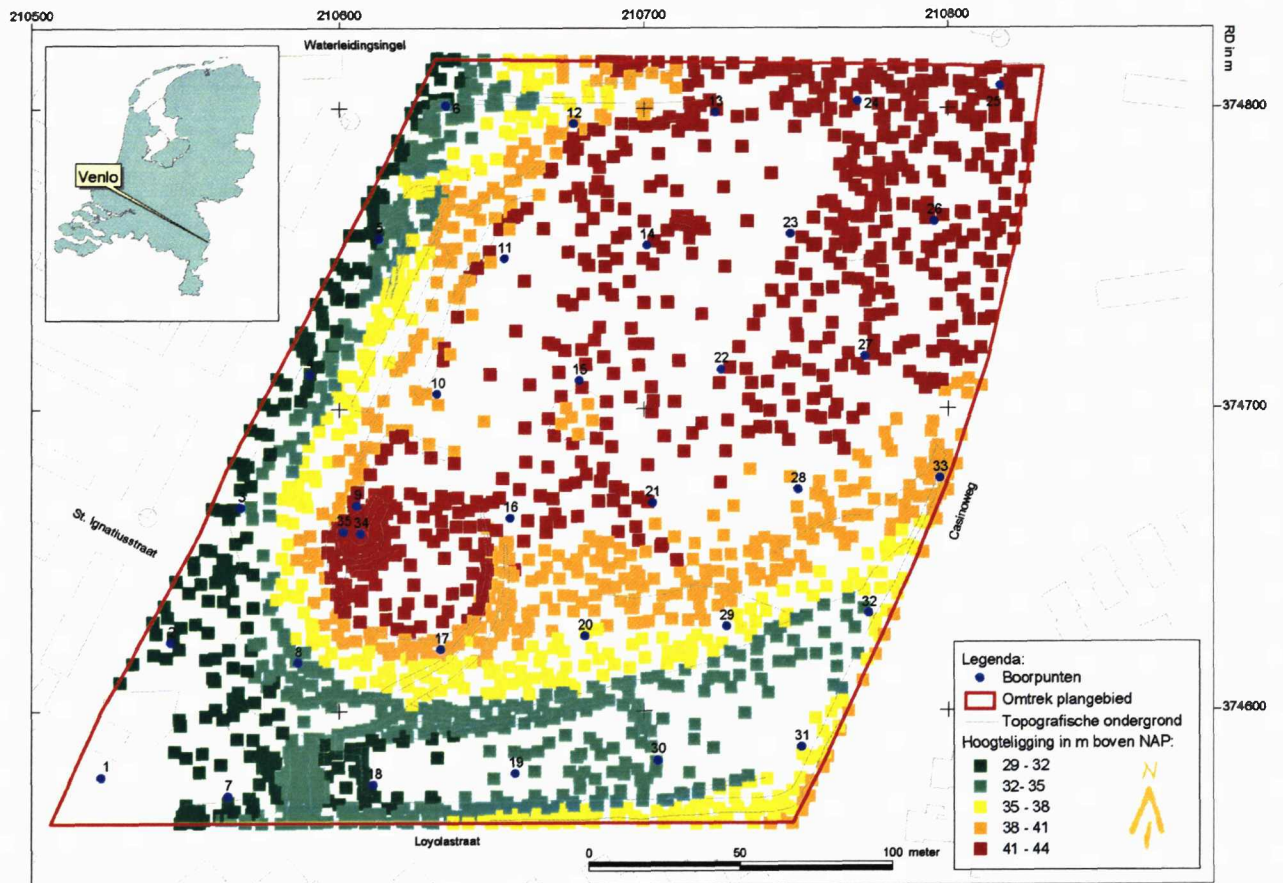 210500 210600 210700 210800
RD in m
Waterleidingsingel
Venlo
374800
374700
374600
6 12 13 24 25
5 11 14 23 26
10 15 22 27
3 9 35 34 16 21 28 33
8 17 20 29 32
1 7 18 19 30 31
St. Ignatiusstraat
Casinoweg
Loyolastraat
0 50 100 meter
Legenda:
Boorpunten
Omtrek plangebied
Topografische ondergrond
Hoogteligging in m boven NAP:
29 - 32
32- 35
35 - 38
38 - 41
41 - 44
N